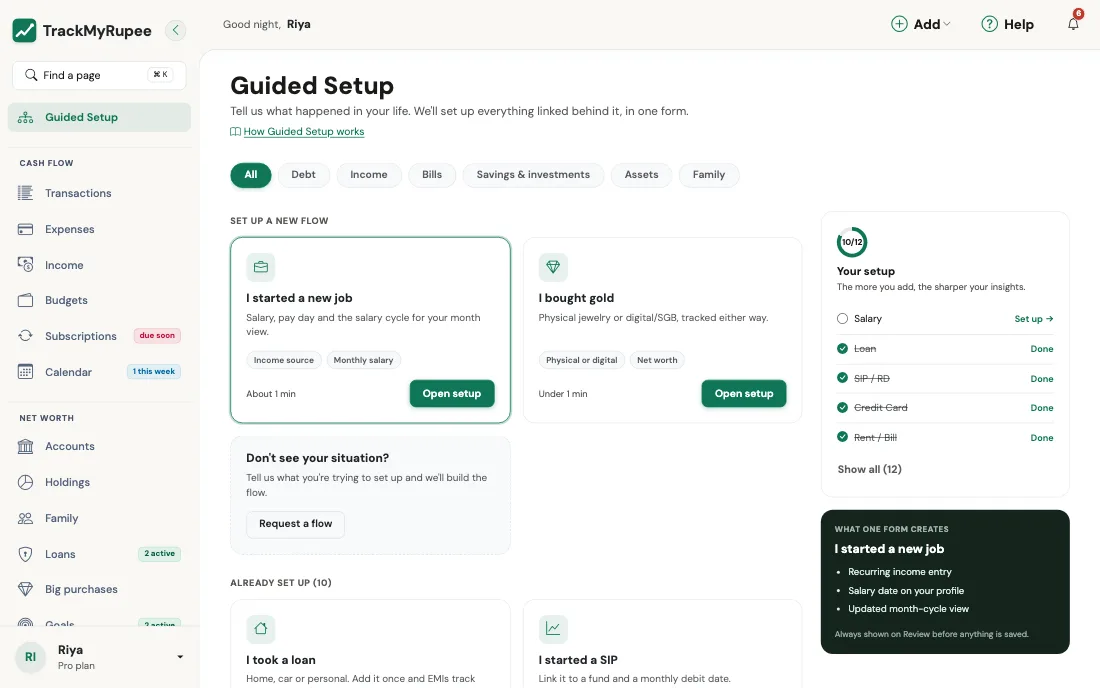 TrackMyRupee
Find a page
⌘ K
Guided Setup
CASH FLOW
Transactions
Expenses
Income
Budgets
Subscriptions
due soon
Calendar
1 this week
NET WORTH
Accounts
Holdings
Family
Loans
2 active
Big purchases
Goals
2 active
RI
Riya
Pro plan
Good night, Riya
Add
Help
6
Guided Setup
Tell us what happened in your life. We'll set up everything linked behind it, in one form.
How Guided Setup works
All
Debt
Income
Bills
Savings & investments
Assets
Family
SET UP A NEW FLOW
I started a new job
Salary, pay day and the salary cycle for your month
view.
Income source
Monthly salary
About 1 min
Open setup
I bought gold
Physical jewelry or digital/SGB, tracked either way.
Physical or digital
Net worth
Under 1 min
Open setup
Don't see your situation?
Tell us what you're trying to set up and we'll build the
flow.
Request a flow
ALREADY SET UP (10)
I took a loan
Home, car or personal. Add it once and EMIs track
I started a SIP
Link it to a fund and a monthly debit date.
10/12
Your setup
The more you add, the sharper your insights.
Salary
Set up →
Loan
Done
SIP / RD
Done
Credit Card
Done
Rent / Bill
Done
Show all (12)
WHAT ONE FORM CREATES
I started a new job
• Recurring income entry
• Salary date on your profile
• Updated month-cycle view
Always shown on Review before anything is saved.